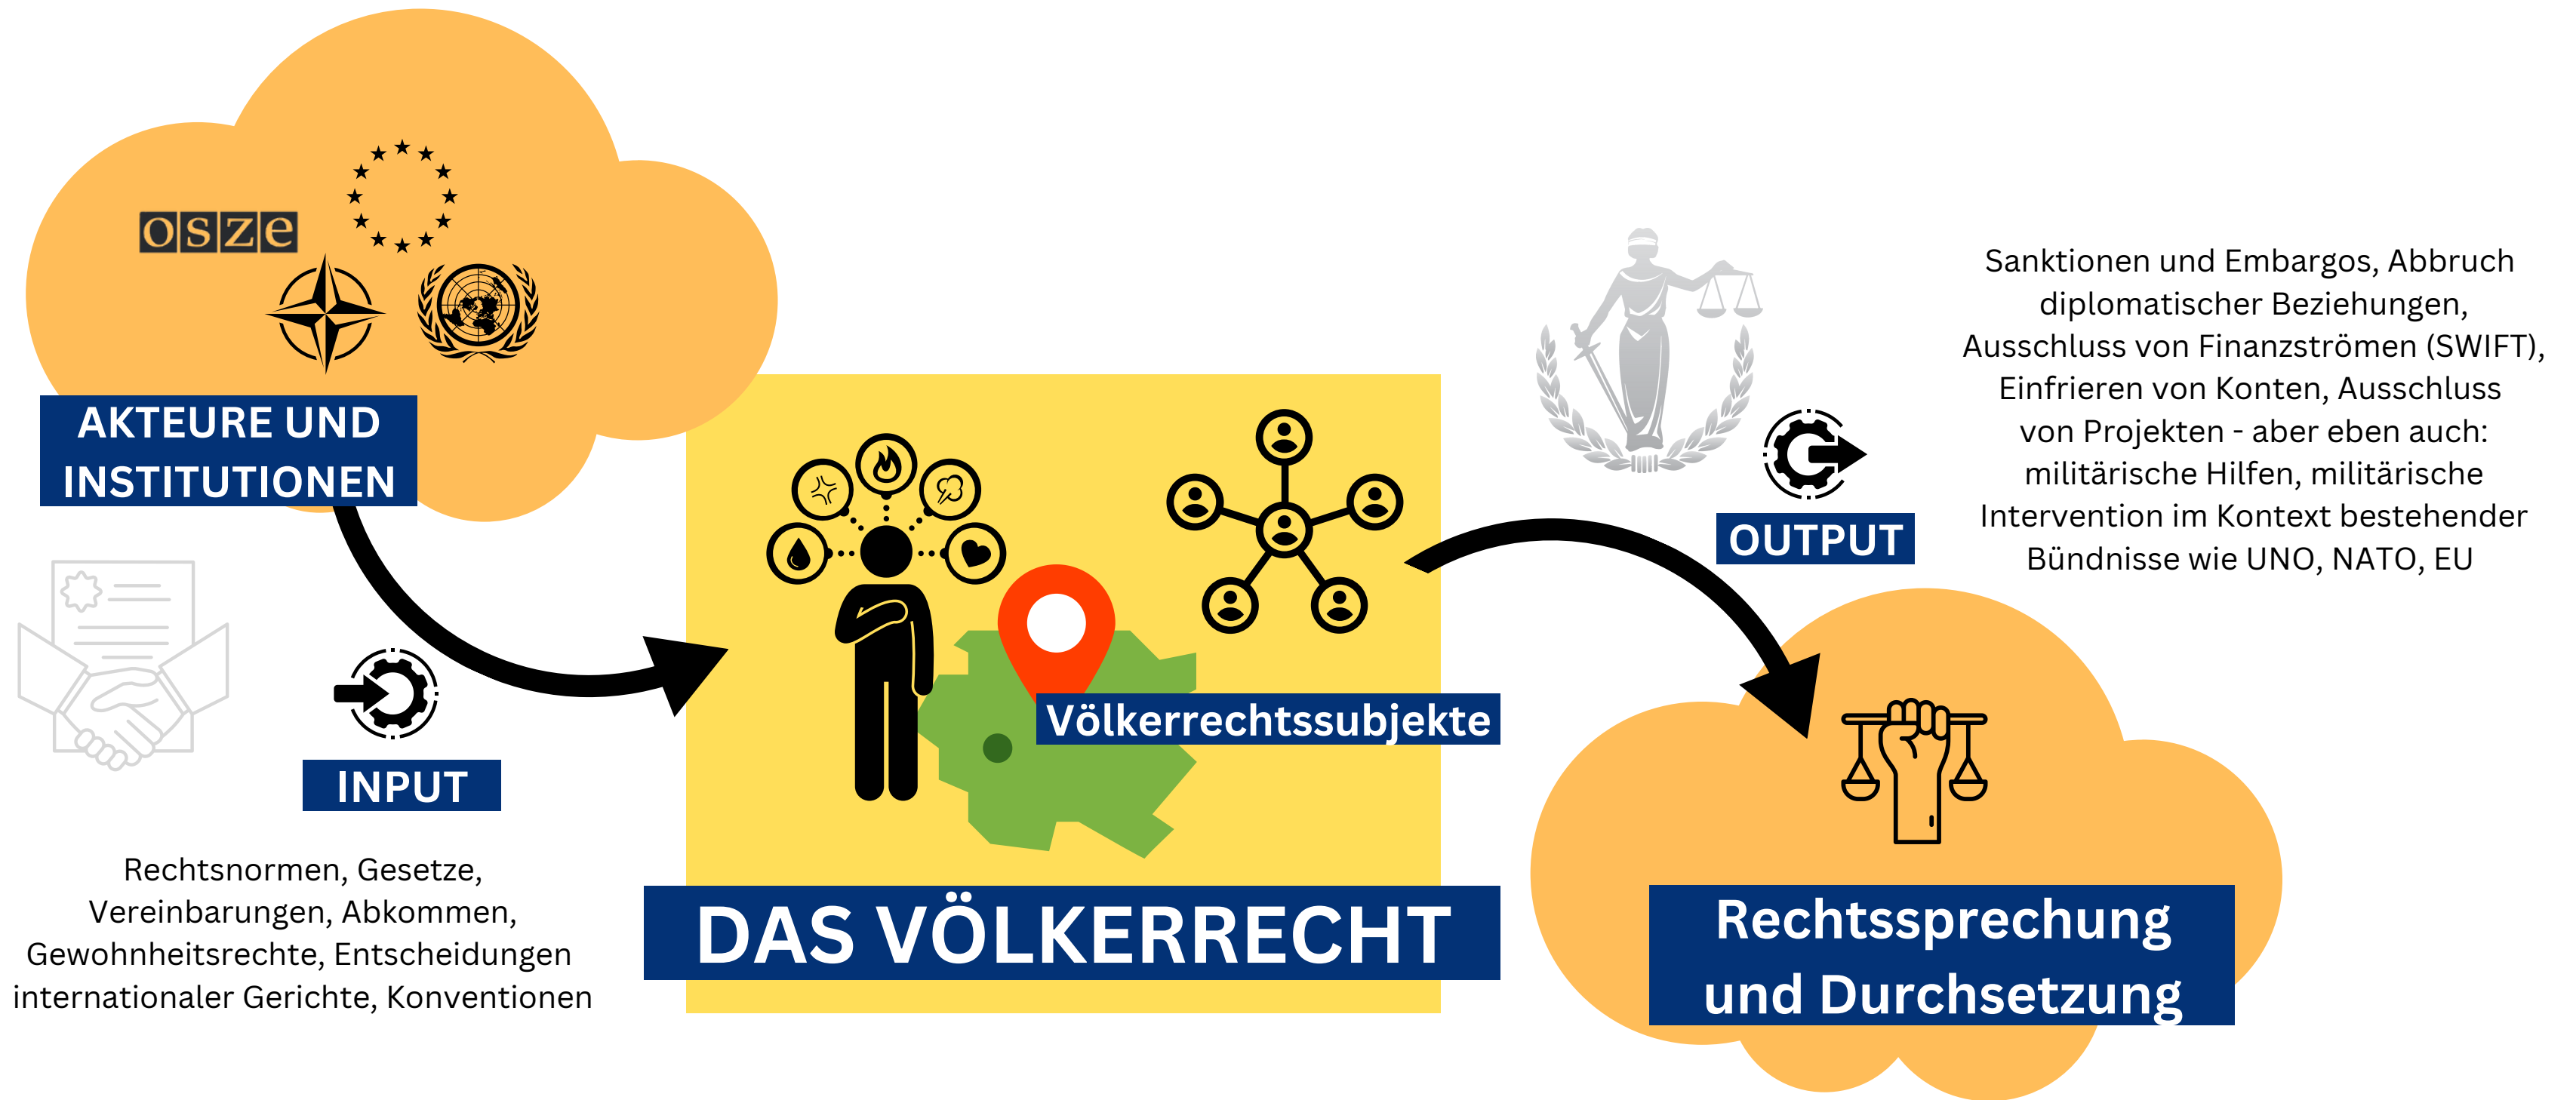 osze
AKTEURE UND
INSTITUTIONEN
INPUT
Rechtsnormen, Gesetze,
Vereinbarungen, Abkommen,
Gewohnheitsrechte, Entscheidungen
internationaler Gerichte, Konventionen
Völkerrechtssubjekte
DAS VÖLKERRECHT
OUTPUT
Sanktionen und Embargos, Abbruch
diplomatischer Beziehungen,
Ausschluss von Finanzströmen (SWIFT),
Einfrieren von Konten, Ausschluss
von Projekten - aber eben auch:
militärische Hilfen, militärische
Intervention im Kontext bestehender
Bündnisse wie UNO, NATO, EU
Rechtssprechung
und Durchsetzung